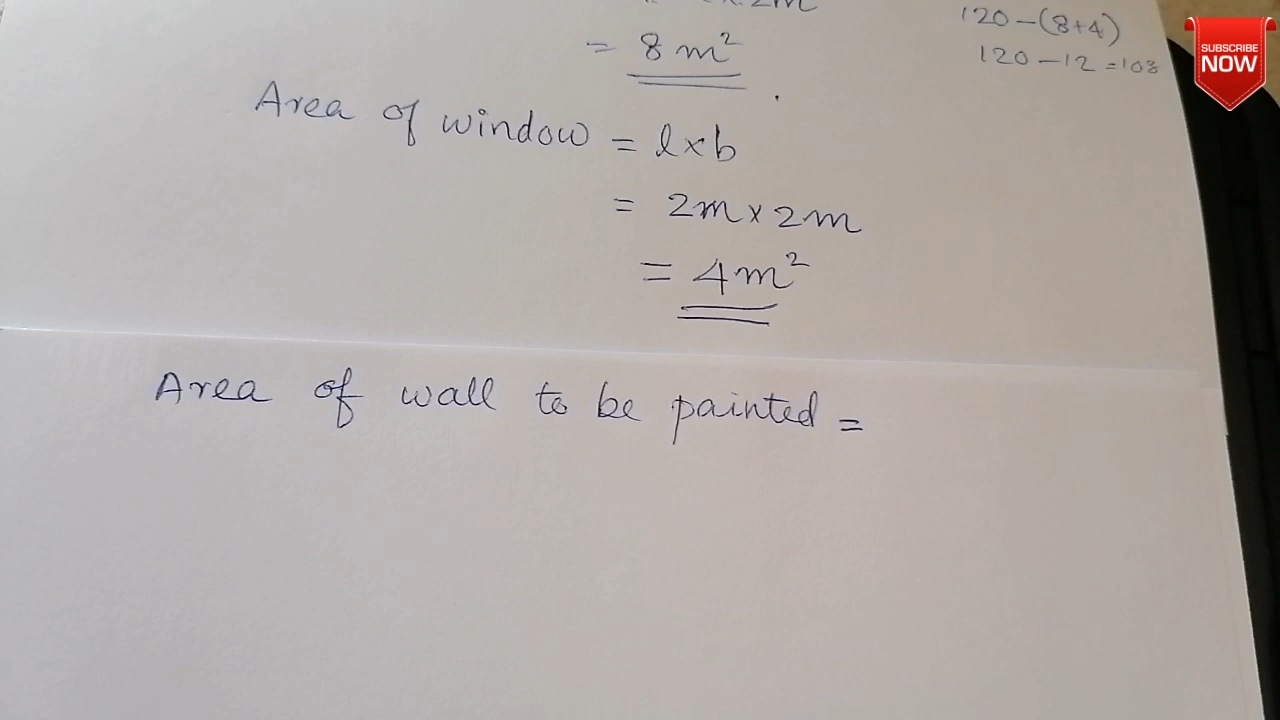 = 8 m²
120-(8+4)
120-12=108
SUBSCRIBE
NOW
Area of window = l×b
= 2m×2m
= 4m²
Area of wall to be painted =